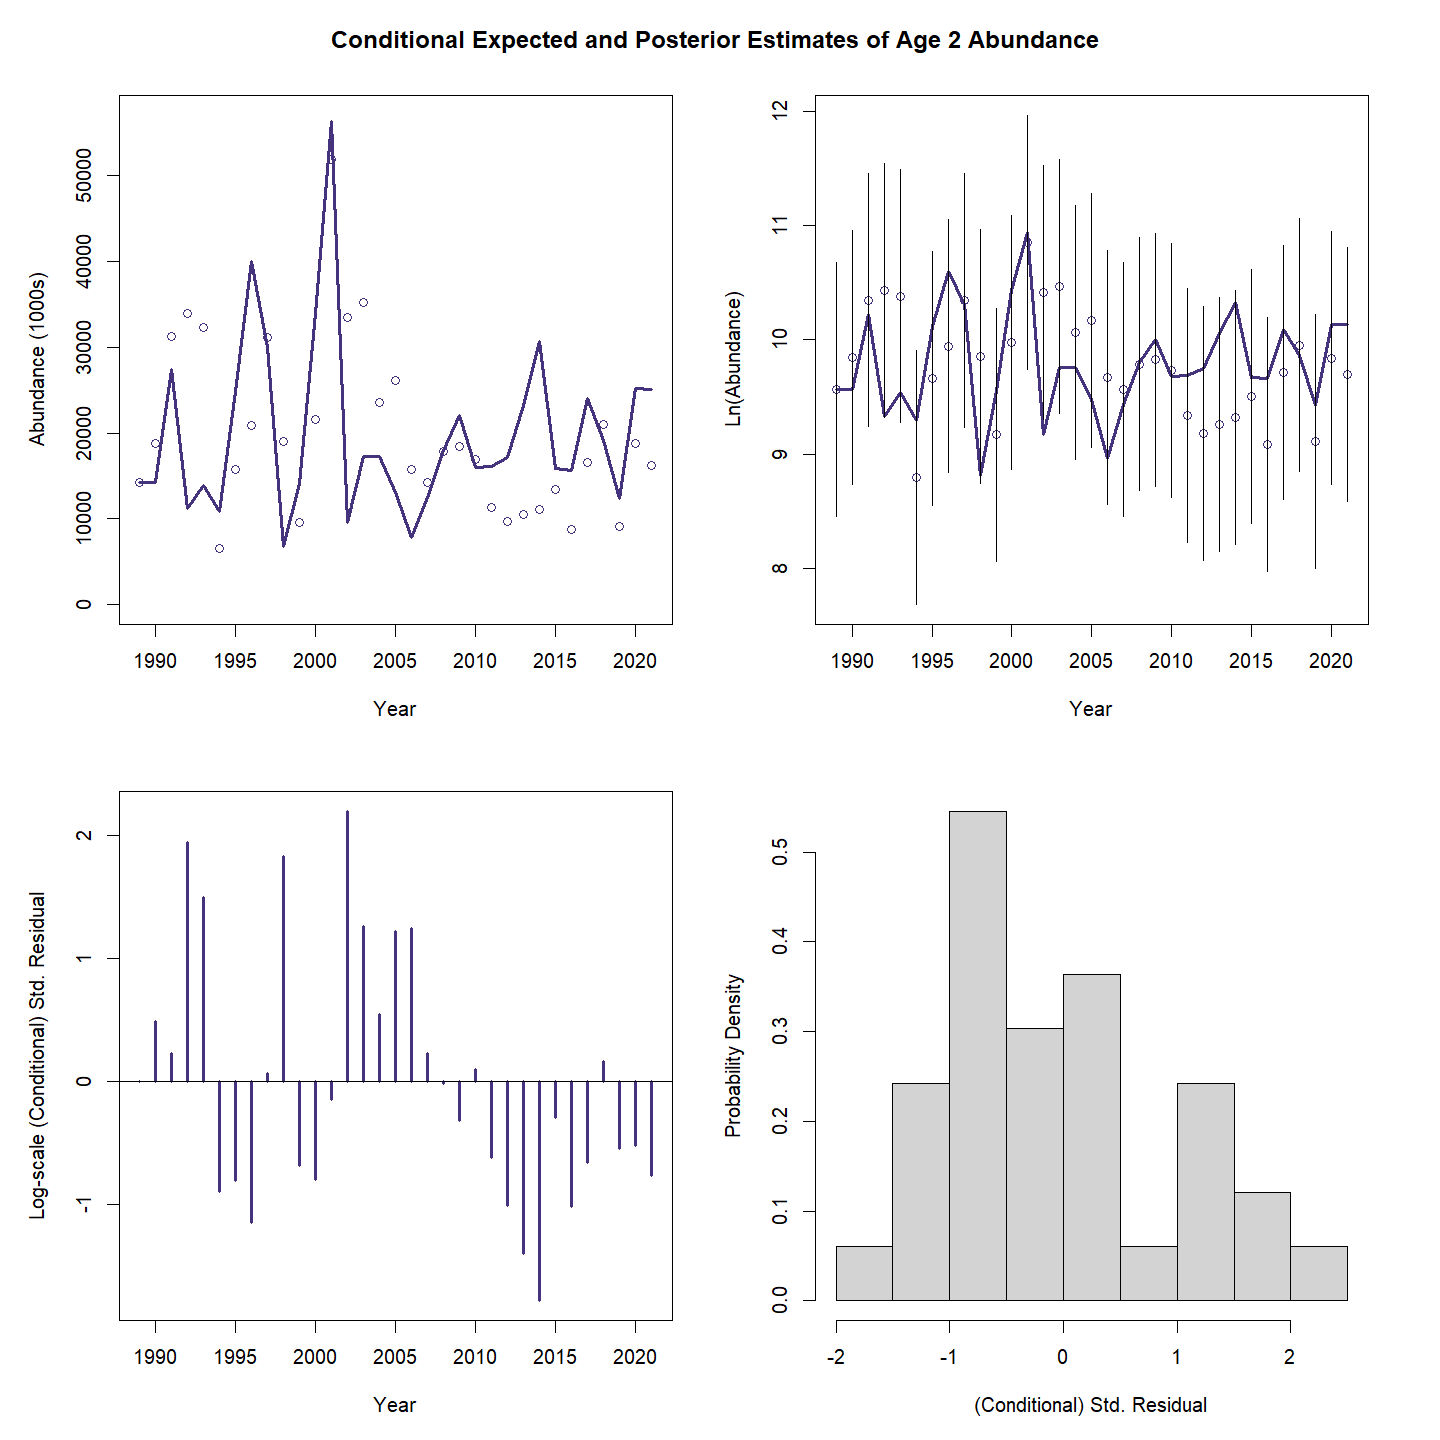 Conditional Expected and Posterior Estimates of Age 2 Abundance
Abundance (1000s)
50000
40000
30000
20000
10000
0
1990 1995 2000 2005 2010 2015 2020
Year
Ln(Abundance)
12
11
10
9
8
1990 1995 2000 2005 2010 2015 2020
Year
Log-scale (Conditional) Std. Residual
2
1
0
-1
1990 1995 2000 2005 2010 2015 2020
Year
Probability Density
0.5
0.4
0.3
0.2
0.1
0.0
-2 -1 0 1 2
(Conditional) Std. Residual